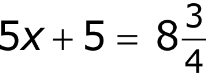 5x + 5 = 8 3/4